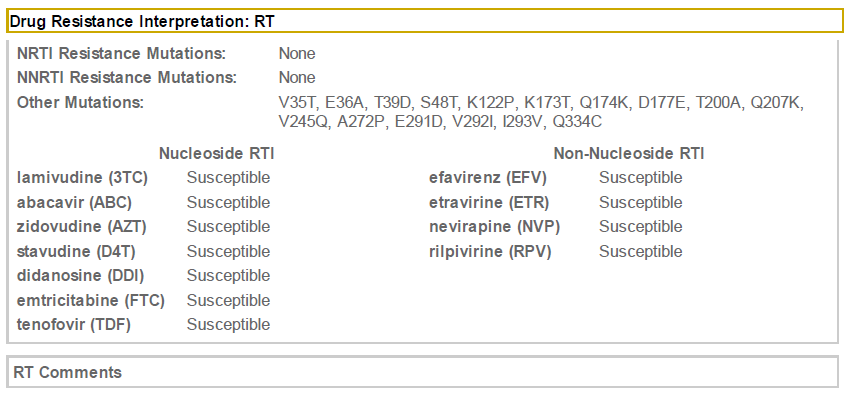 Drug Resistance Interpretation: RT
NRTI Resistance Mutations: None
NNRTI Resistance Mutations: None
Other Mutations: V35T, E36A, T39D, S48T, K122P, K173T, Q174K, D177E, T200A, Q207K,
V245Q, A272P, E291D, V292I, I293V, Q334C
Nucleoside RTI Non-Nucleoside RTI
lamivudine (3TC) Susceptible efavirenz (EFV) Susceptible
abacavir (ABC) Susceptible etravirine (ETR) Susceptible
zidovudine (AZT) Susceptible nevirapine (NVP) Susceptible
stavudine (D4T) Susceptible rilpivirine (RPV) Susceptible
didanosine (DDI) Susceptible
emtricitabine (FTC) Susceptible
tenofovir (TDF) Susceptible
RT Comments